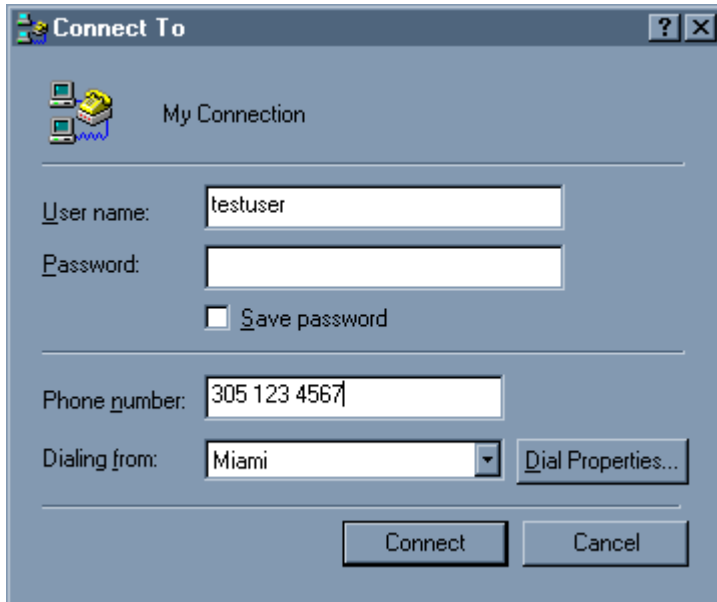 Connect To
My Connection
User name: testuser
Password:
Save password
Phone number: 305 123 4567
Dialing from: Miami Dial Properties...
Connect Cancel